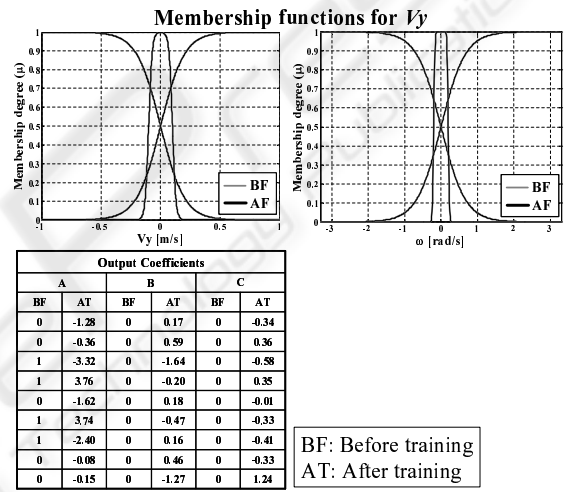 Membership functions for Vy
Membership degree (μ)
1
0.9
0.8
0.7
0.6
0.5
0.4
0.3
0.2
0.1
0
-1 -0.5 0 0.5 1
Vy [m/s]
BF
AF
Membership degree (μ)
1
0.9
0.8
0.7
0.6
0.5
0.4
0.3
0.2
0.1
0
-3 -2 -1 0 1 2 3
ω [rad/s]
BF
AF
Output Coefficients
A B C
BF AT BF AT BF AT
0 -1.28 0 0.17 0 -0.34
0 -0.36 0 0.59 0 0.36
1 -3.32 0 -1.64 0 -0.58
1 3.76 0 -0.20 0 0.35
0 -1.62 0 0.18 0 -0.01
1 3,74 0 -0,47 0 -0,33
1 -2.40 0 0.16 0 -0.41
0 -0.08 0 0.46 0 -0.33
0 -0.15 0 -1.27 0 1.24
BF: Before training
AT: After training